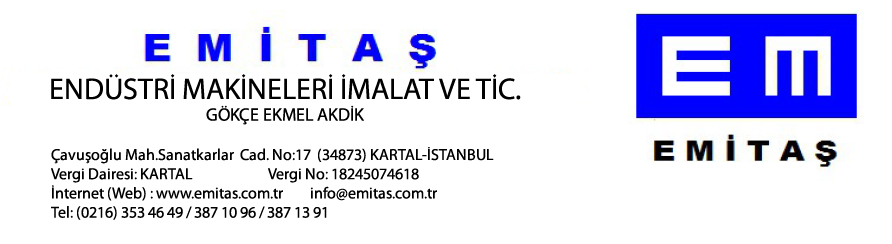 EMİTAŞ
ENDÜSTRİ MAKİNELERİ İMALAT VE TİC.
GÖKÇE EKMEL AKDİK
Çavuşoğlu Mah.Sanatkarlar Cad. No:17 (34873) KARTAL-İSTANBUL
Vergi Dairesi: KARTAL Vergi No: 18245074618
İnternet (Web) : www.emitas.com.tr info@emitas.com.tr
Tel: (0216) 353 46 49 / 387 10 96 / 387 13 91
EM
EMİTAŞ